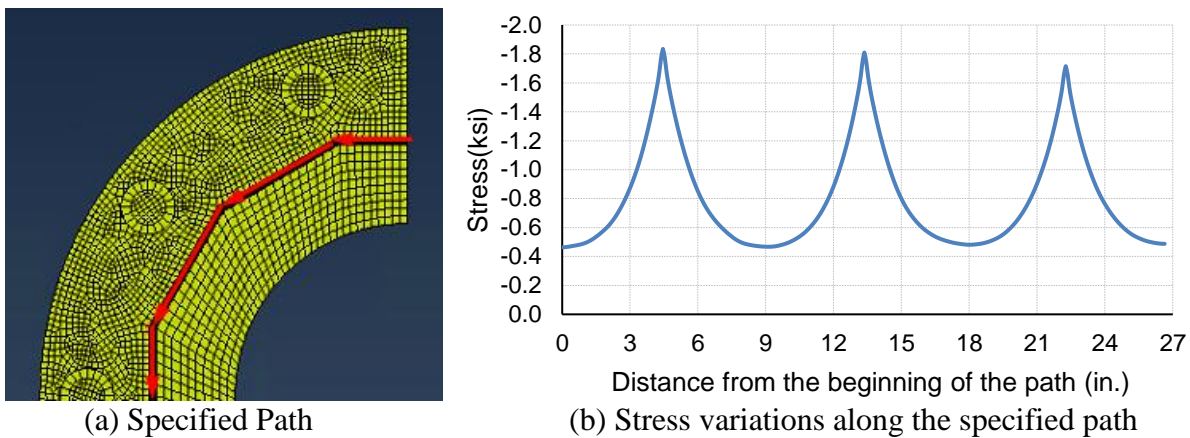 -2.0
-1.8
-1.6
-1.4
-1.2
-1.0
-0.8
-0.6
-0.4
-0.2
0.0
Stress(ksi)
0 3 6 9 12 15 18 21 24 27
Distance from the beginning of the path (in.)
(a) Specified Path
(b) Stress variations along the specified path